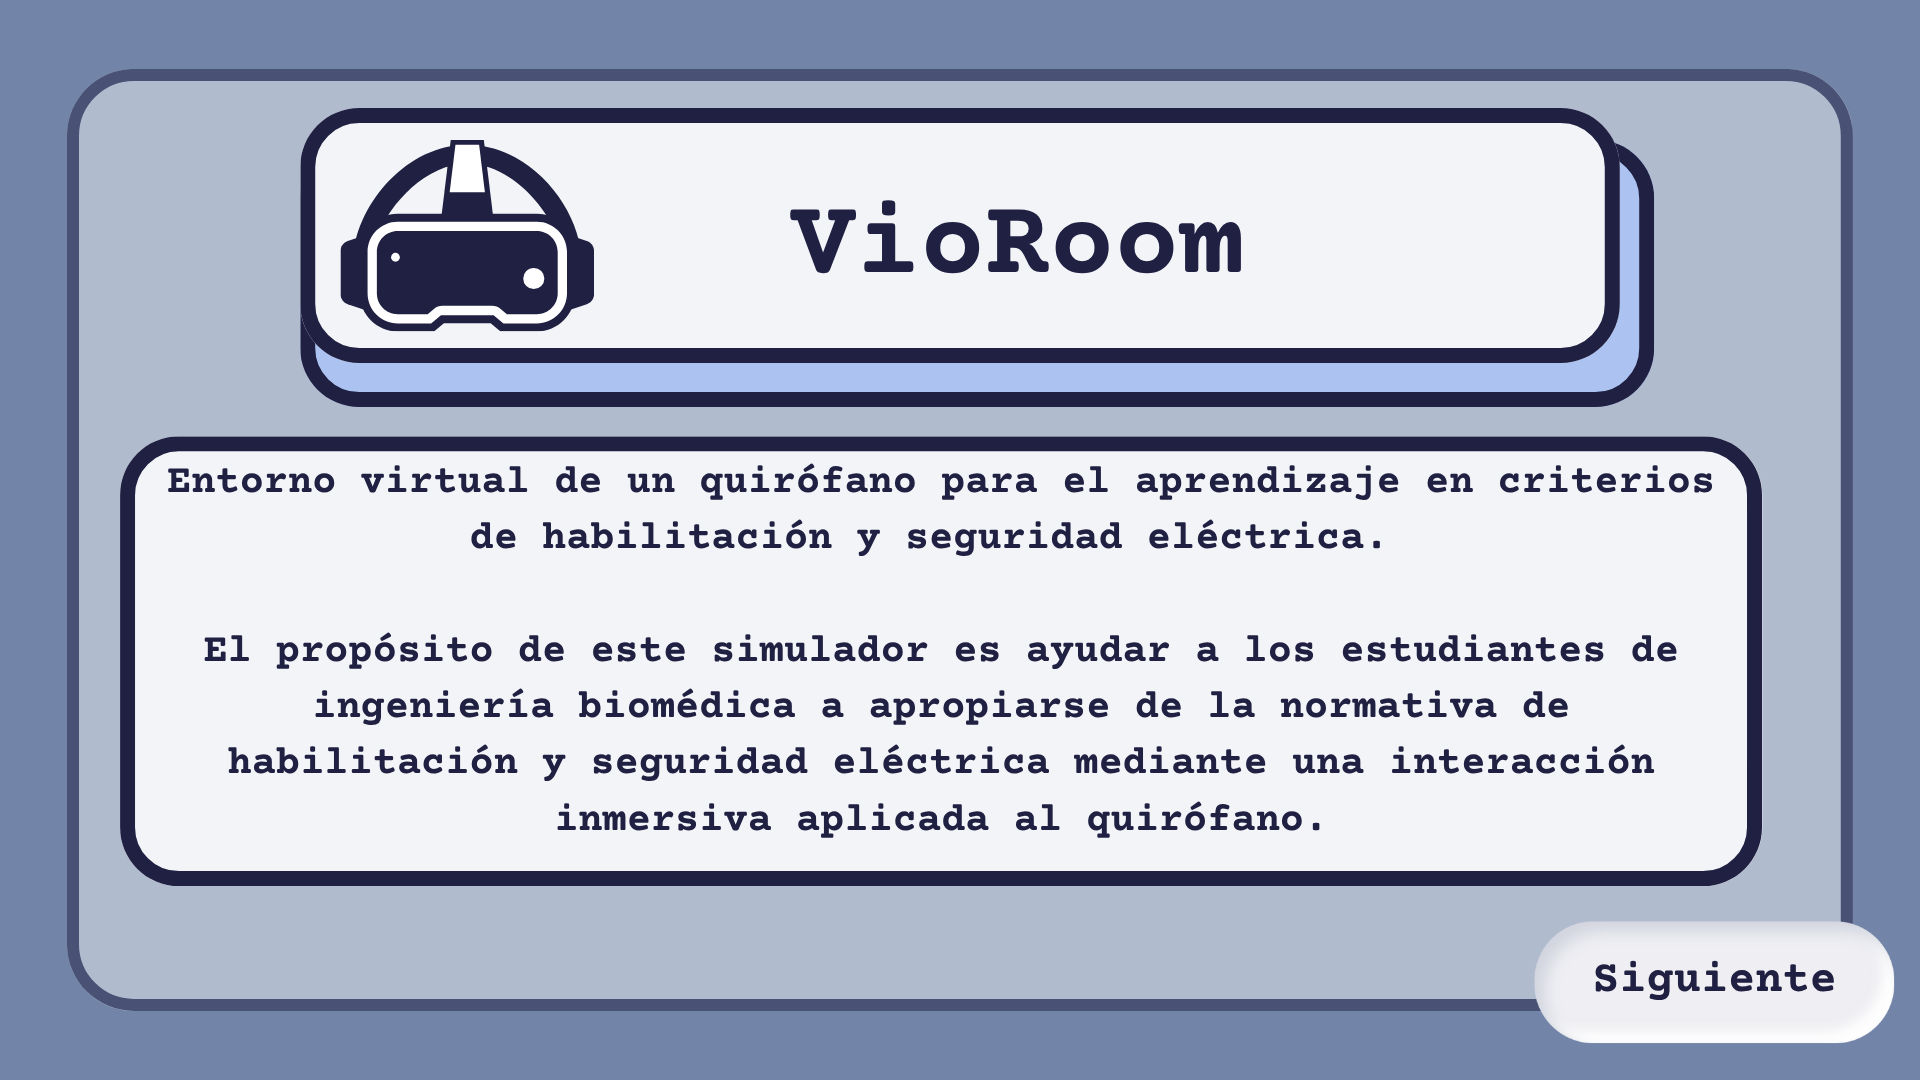 VioRoom
Entorno virtual de un quirófano para el aprendizaje en criterios
de habilitación y seguridad eléctrica.
El propósito de este simulador es ayudar a los estudiantes de
ingeniería biomédica a apropiarse de la normativa de
habilitación y seguridad eléctrica mediante una interacción
inmersiva aplicada al quirófano.
Siguiente